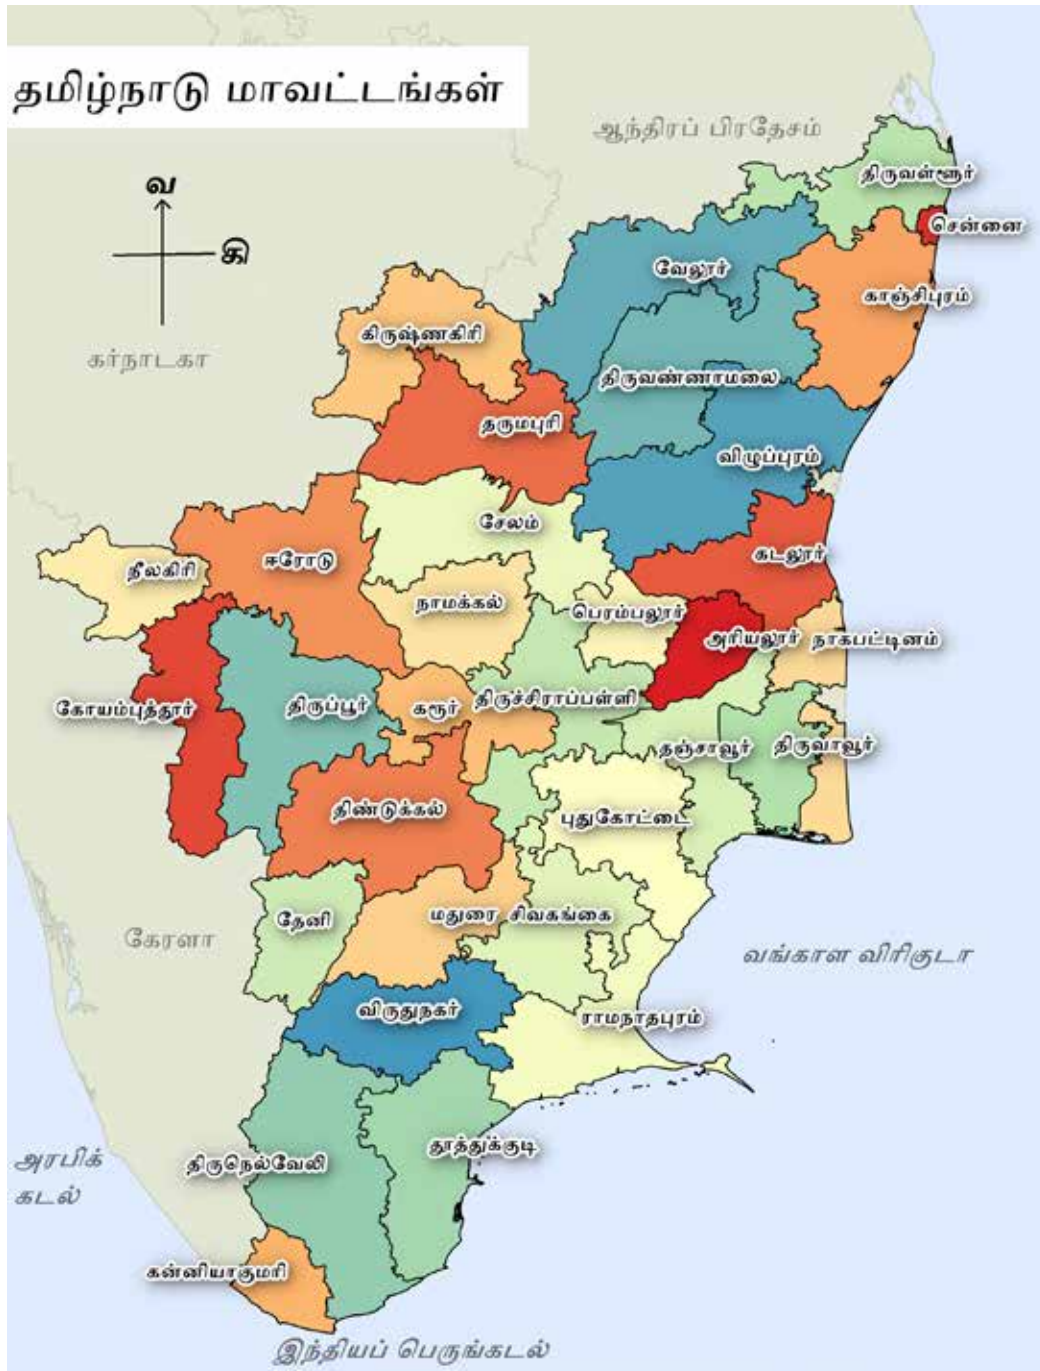 தமிழ்நாடு மாவட்டங்கள்
ஆந்திரப் பிரதேசம்
திருவள்ளூர்
வ
சென்னை
கி
வேலூர்
காஞ்சிபுரம்
கிருஷ்ணகிரி
கர்நாடகா
திருவண்ணாமலை
தருமபுரி
விழுப்புரம்
சேலம்
கடலூர்
ஈரோடு
நீலகிரி
நாமக்கல்
பெரம்பலூர்
அரியலூர்
நாகபட்டினம்
திருச்சிராப்பள்ளி
கோயம்புத்தூர்
திருப்பூர்
கரூர்
தஞ்சாவூர்
திருவாவூர்
திண்டுக்கல்
புதுகோட்டை
தேனி
மதுரை
சிவகங்கை
கேரளா
வங்காள விரிகுடா
விருதுநகர்
ராமநாதபுரம்
தூத்துக்குடி
அரபிக்
கடல்
திருநெல்வேலி
கன்னியாகுமரி
இந்தியப் பெருங்கடல்